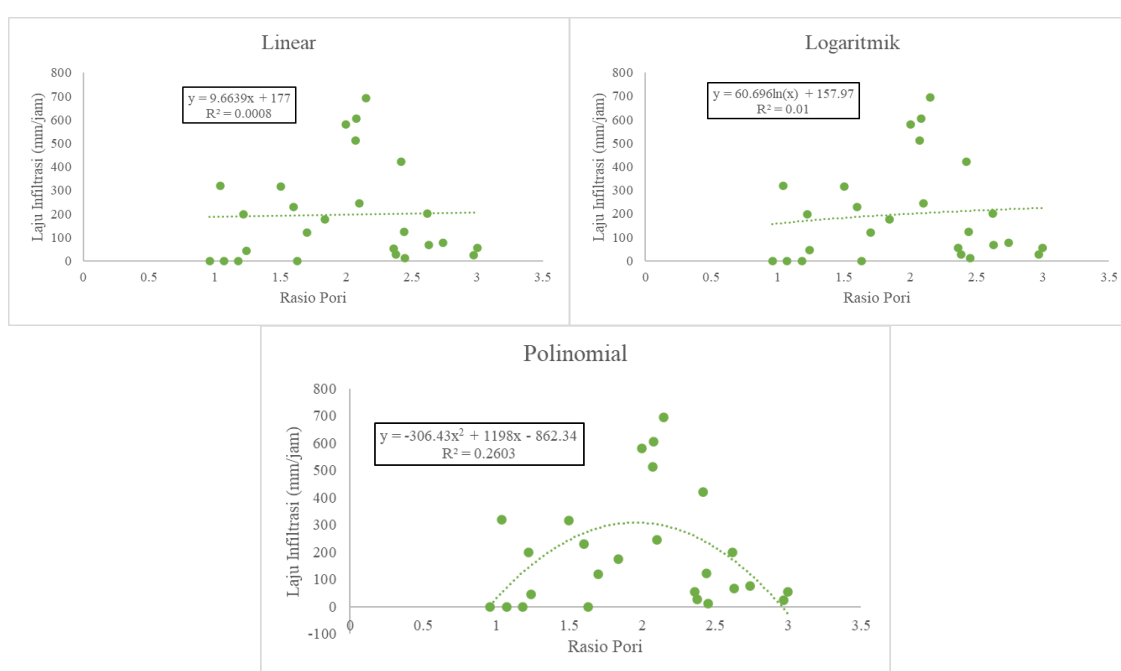 Linear
800
700
600
500
400
300
200
100
0
Laju Infiltrasi (mm/jam)
y = 9.6639x + 177
R² = 0.0008
0 0.5 1 1.5 2 2.5 3 3.5
Rasio Pori
Logaritmik
800
700
600
500
400
300
200
100
0
Laju Infiltrasi (mm/jam)
y = 60.696ln(x) + 157.97
R² = 0.01
0 0.5 1 1.5 2 2.5 3 3.5
Rasio Pori
Polinomial
800
700
600
500
400
300
200
100
0
-100
Laju Infiltrasi (mm/jam)
y = -306.43x² + 1198x - 862.34
R² = 0.2603
0 0.5 1 1.5 2 2.5 3 3.5
Rasio Pori